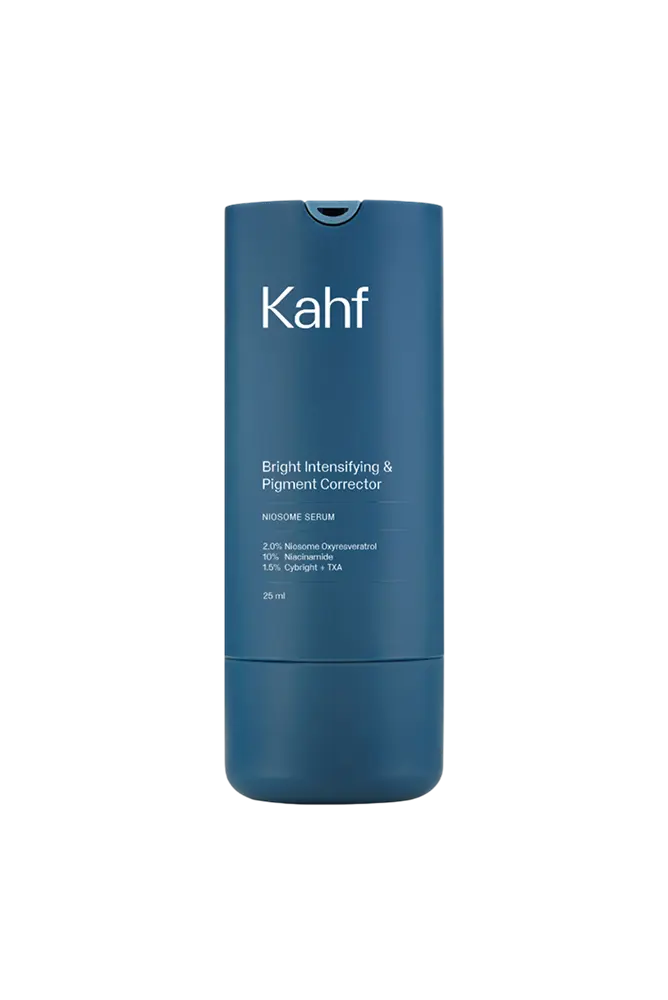 Kahf
Bright Intensifying &
Pigment Corrector
NIOSOME SERUM
2.0% Niosome Oxyresveratrol
10% Niacinamide
1.5% Cybright + TXA
25 ml